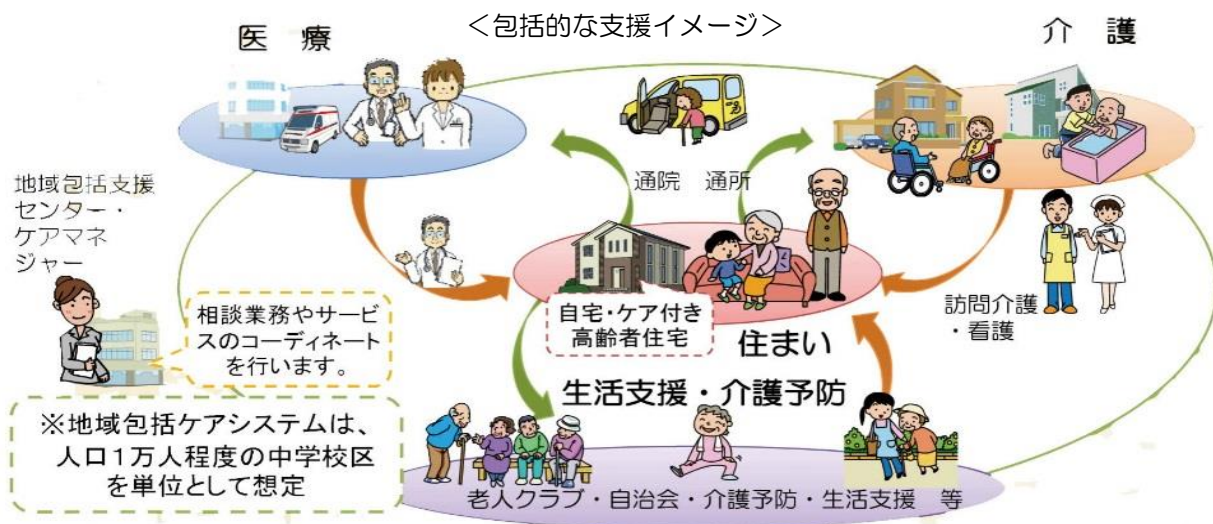 ＜包括的な支援イメージ＞
医 療
介 護
通院 通所
地域包括支援
センター・
ケアマネ
ジャー
相談業務やサービ
スのコーディネート
を行います。
自宅・ケア付き
高齢者住宅
住まい
訪問介護
・看護
生活支援・介護予防
※地域包括ケアシステムは、
人口１万人程度の中学校区
を単位として想定
老人クラブ・自治会・介護予防・生活支援 等